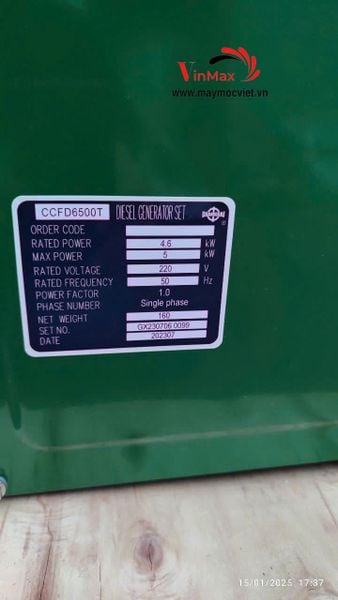 VinMax
www.maymocviet.vn
CCFD6500T DIESEL GENERATOR SET
ORDER CODE
RATED POWER 4.6 kW
MAX POWER 5 kW
RATED VOLTAGE 220 V
RATED FREQUENCY 50 Hz
POWER FACTOR 1.0
PHASE NUMBER Single phase
NET WEIGHT 160
SET NO. GX230706 0099
DATE 202307
15/01/2025 17:37